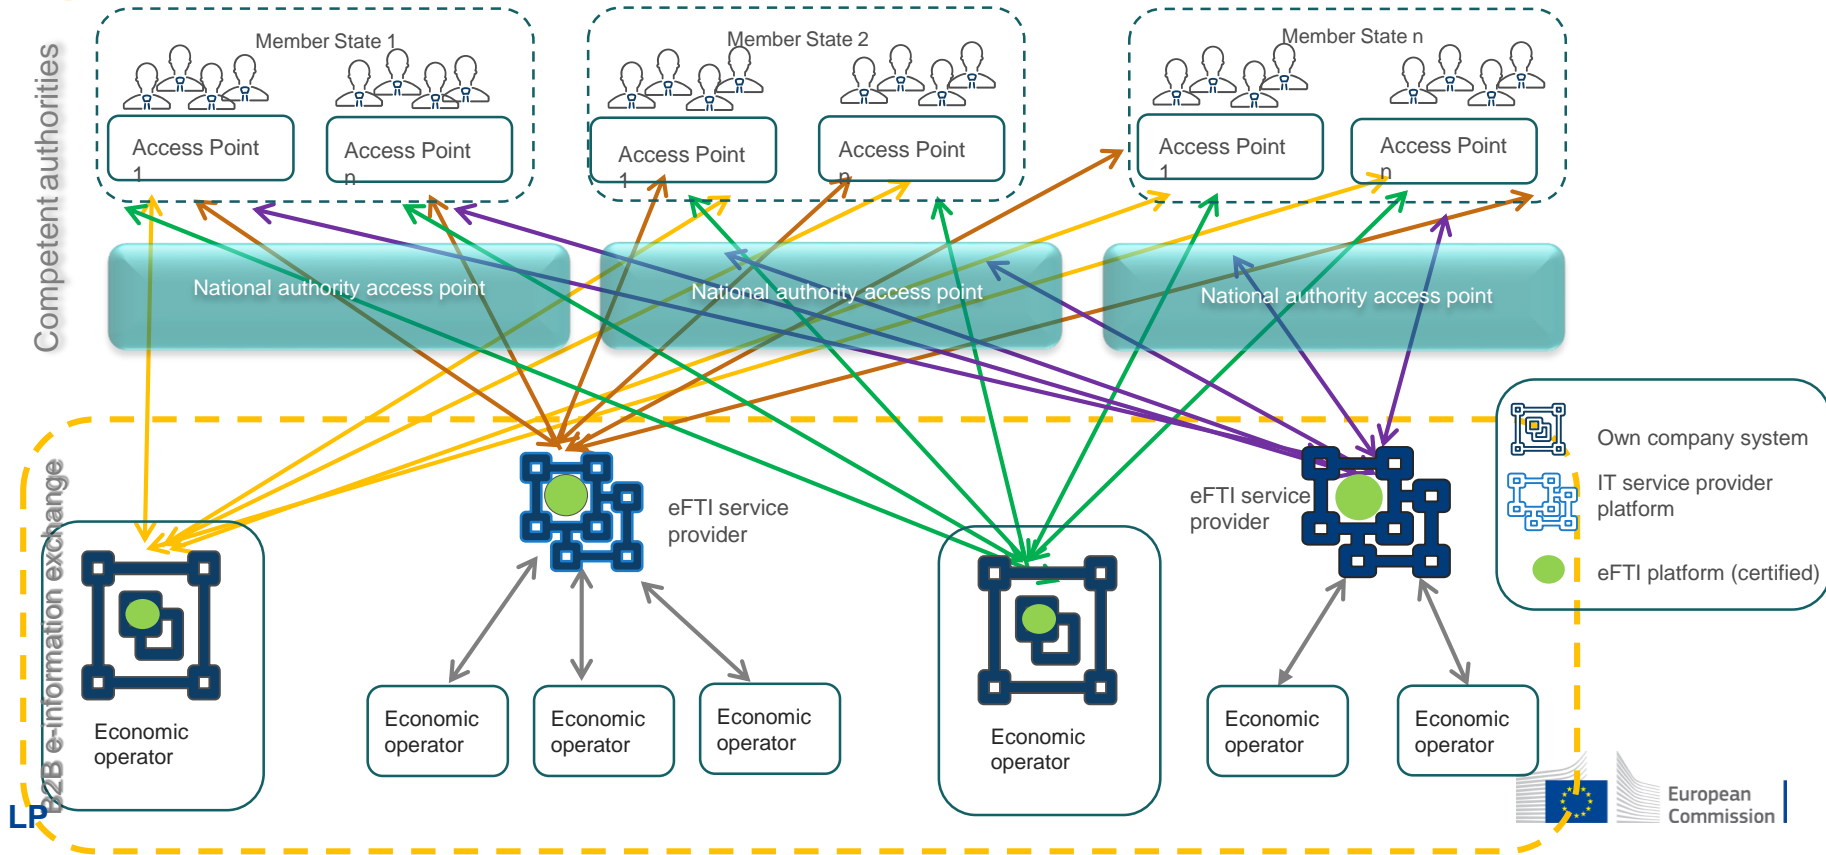 Competent authorities
Member State 1
Member State 2
Member State n
Access Point
1
Access Point
n
Access Point
1
Access Point
n
Access Point
1
Access Point
n
National authority access point
National authority access point
National authority access point
B2B e-information exchange
eFTI service
provider
eFTI service
provider
Own company system
IT service provider
platform
eFTI platform (certified)
Economic
operator
Economic
operator
Economic
operator
Economic
operator
Economic
operator
Economic
operator
Economic
operator
LP
European
Commission